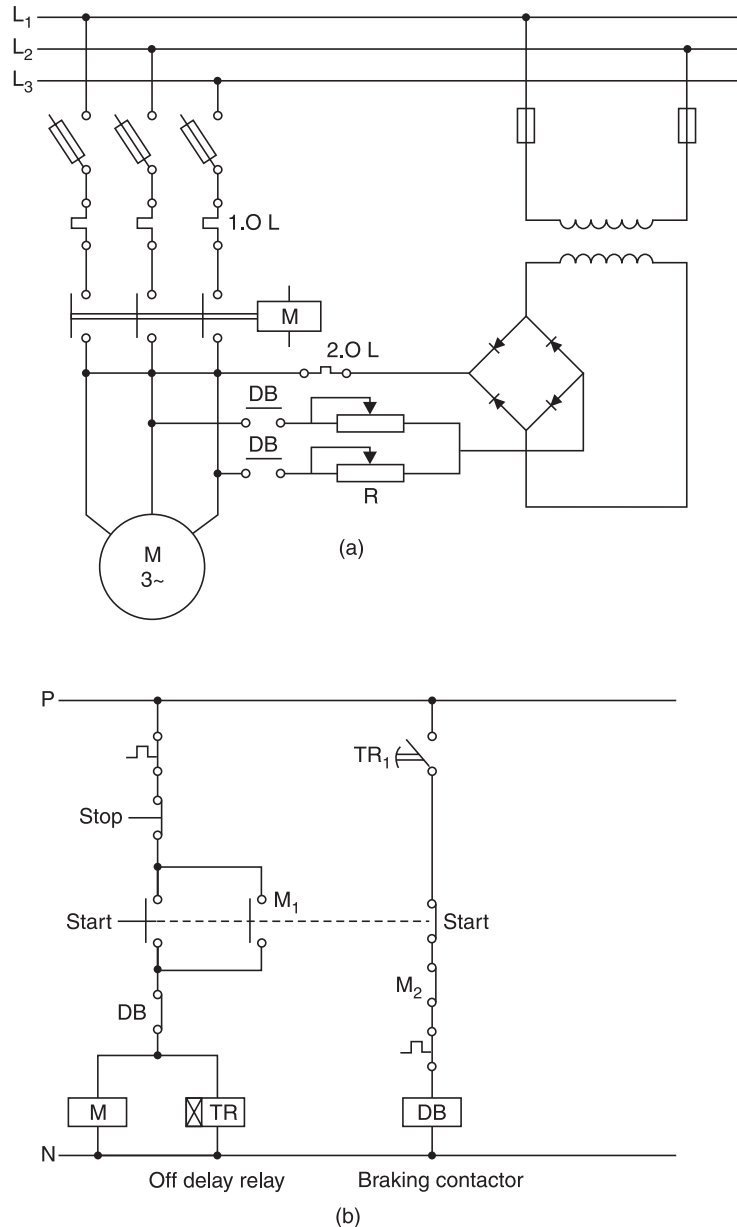 L1
L2
L3
1.O L
M
2.O L
DB
DB
R
M
3~
(a)
P
TR1
Stop
M1
Start
Start
DB
M2
M
TR
DB
N
Off delay relay
Braking contactor
(b)